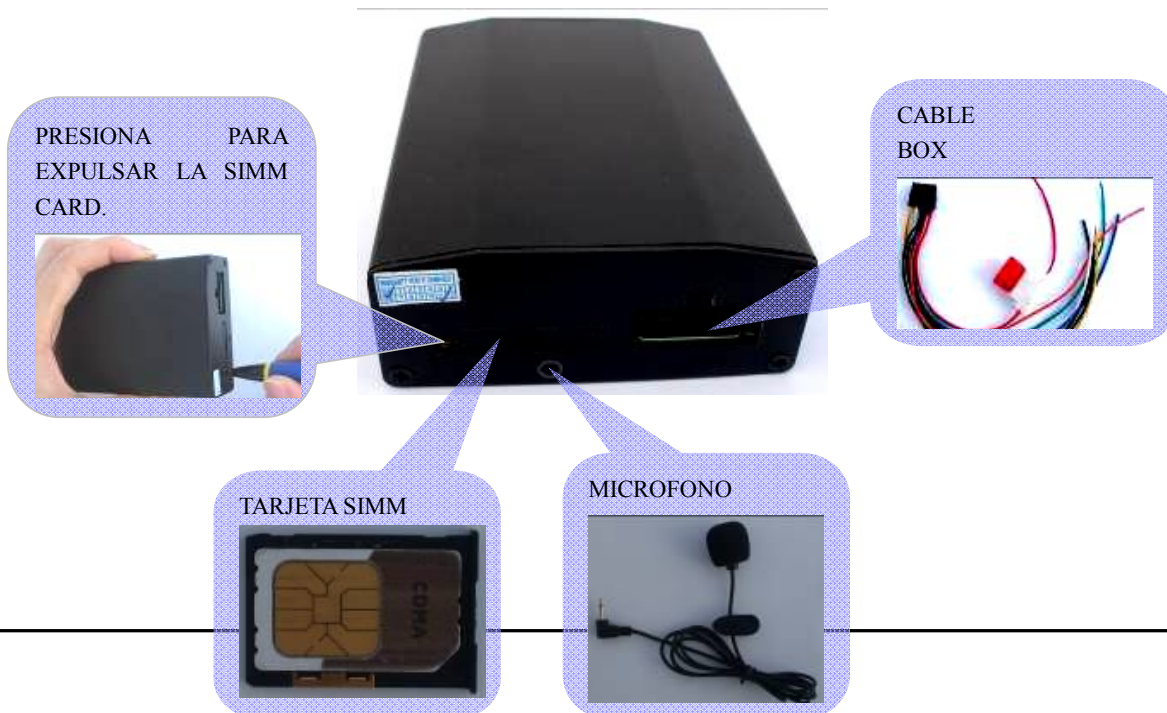 PRESIONA PARA
EXPULSAR LA SIMM
CARD.
CABLE
BOX
TARJETA SIMM
CDMA
MICROFONO